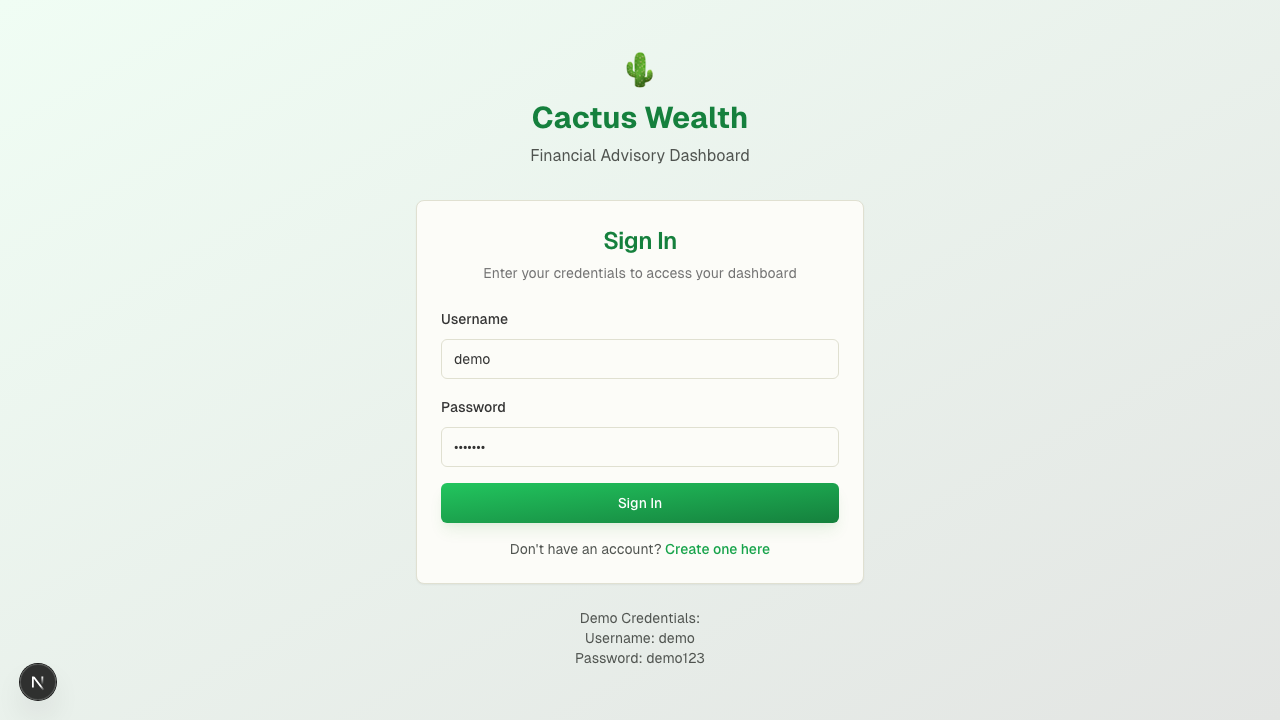 Cactus Wealth
Financial Advisory Dashboard
Sign In
Enter your credentials to access your dashboard
Username
demo
Password
•••••••
Sign In
Don't have an account? Create one here
Demo Credentials:
Username: demo
Password: demo123
N